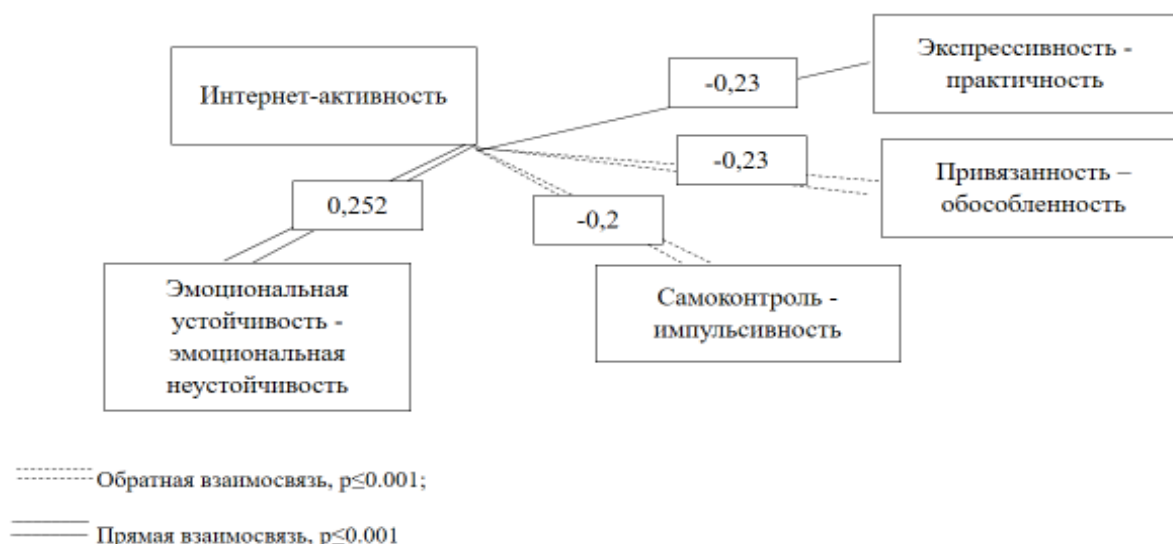 Интернет-активность
-0,23
Экспрессивность -
практичность
-0,23
Привязанность –
обособленность
0,252
-0,2
Эмоциональная
устойчивость -
эмоциональная
неустойчивость
Самоконтроль -
импульсивность
Обратная взаимосвязь, p≤0.001;
Прямая взаимосвязь, p≤0.001